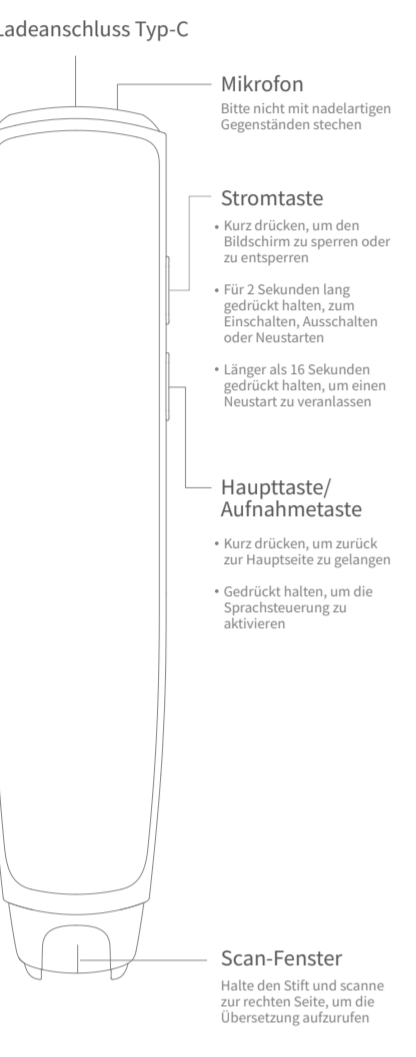 Ladeanschluss Typ-C
Mikrofon
Bitte nicht mit nadelartigen
Gegenständen stechen
Stromtaste
• Kurz drücken, um den
Bildschirm zu sperren oder
zu entsperren
• Für 2 Sekunden lang
gedrückt halten, zum
Einschalten, Ausschalten
oder Neustarten
• Länger als 16 Sekunden
gedrückt halten, um einen
Neustart zu veranlassen
Haupttaste/
Aufnahmetaste
• Kurz drücken, um zurück
zur Hauptseite zu gelangen
• Gedrückt halten, um die
Sprachsteuerung zu
aktivieren
Scan-Fenster
Halte den Stift und scanne
zur rechten Seite, um die
Übersetzung aufzurufen